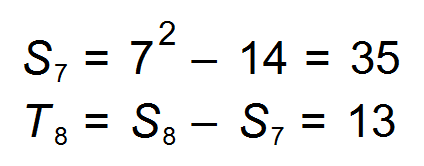 S₇ = 7² – 14 = 35
T₈ = S₈ – S₇ = 13